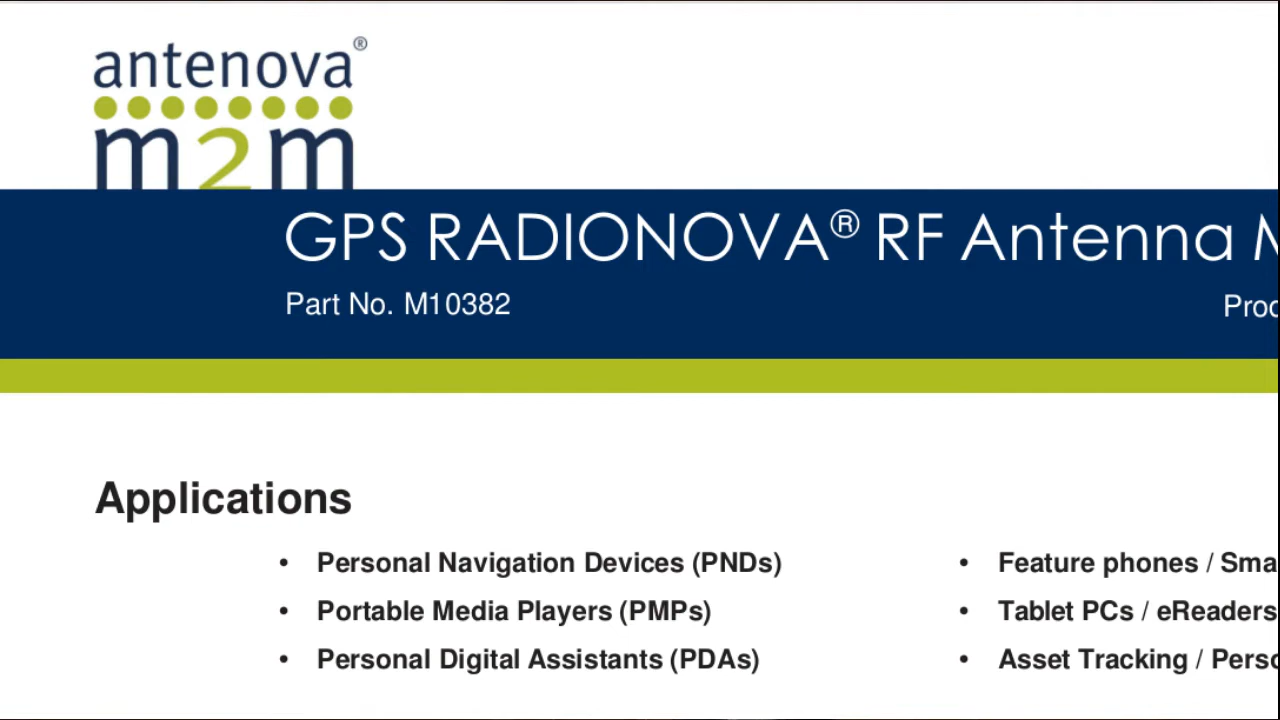 antenova®
m2m
GPS RADIONOVA® RF Antenna
Part No. M10382
Applications
• Personal Navigation Devices (PNDs)
• Portable Media Players (PMPs)
• Personal Digital Assistants (PDAs)
• Feature phones /
• Tablet PCs / eReaders
• Asset Tracking /